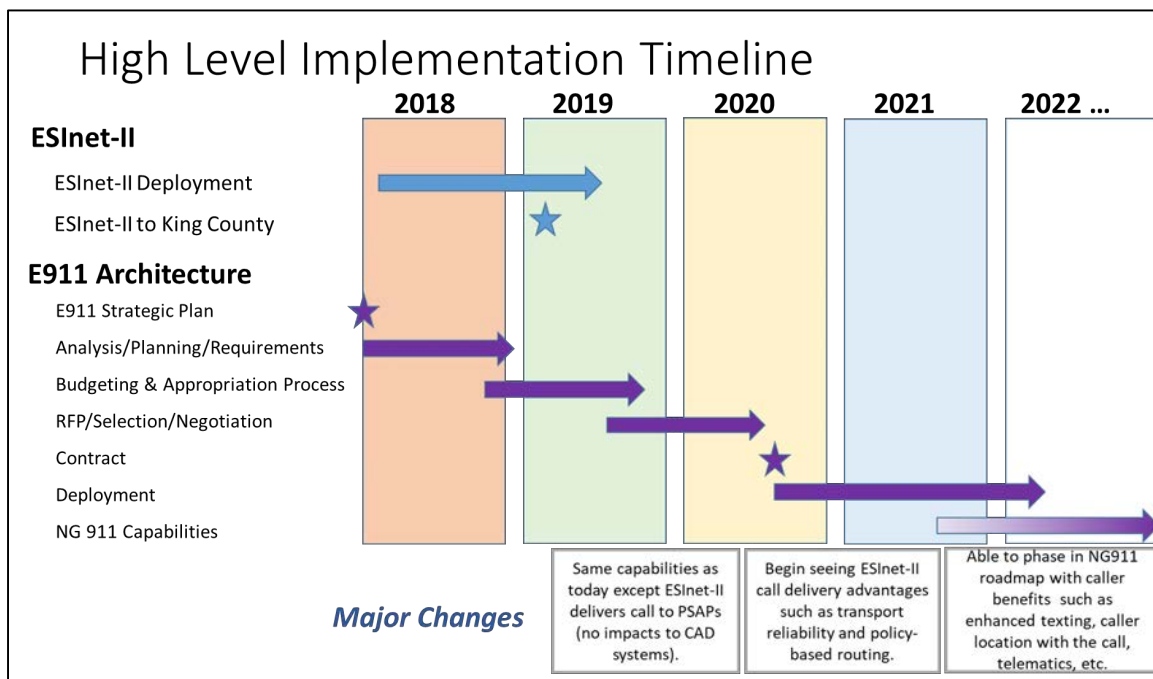 High Level Implementation Timeline
2018 2019 2020 2021 2022 ...
ESInet-II
ESInet-II Deployment
ESInet-II to King County
E911 Architecture
E911 Strategic Plan
Analysis/Planning/Requirements
Budgeting & Appropriation Process
RFP/Selection/Negotiation
Contract
Deployment
NG 911 Capabilities
Major Changes
Same capabilities as
today except ESInet-II
delivers call to PSAPs
(no impacts to CAD
systems).
Begin seeing ESInet-II
call delivery advantages
such as transport
reliability and policy-
based routing.
Able to phase in NG911
roadmap with caller
benefits such as
enhanced texting, caller
location with the call,
telematics, etc.